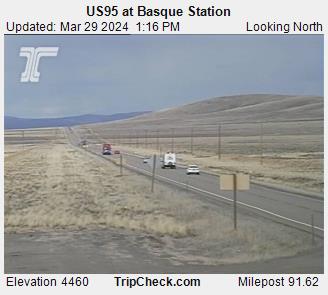 US95 at Basque Station
Updated: Mar 29 2024  1:16 PM
Looking North
Elevation 4460
TripCheck.com
Milepost 91.62